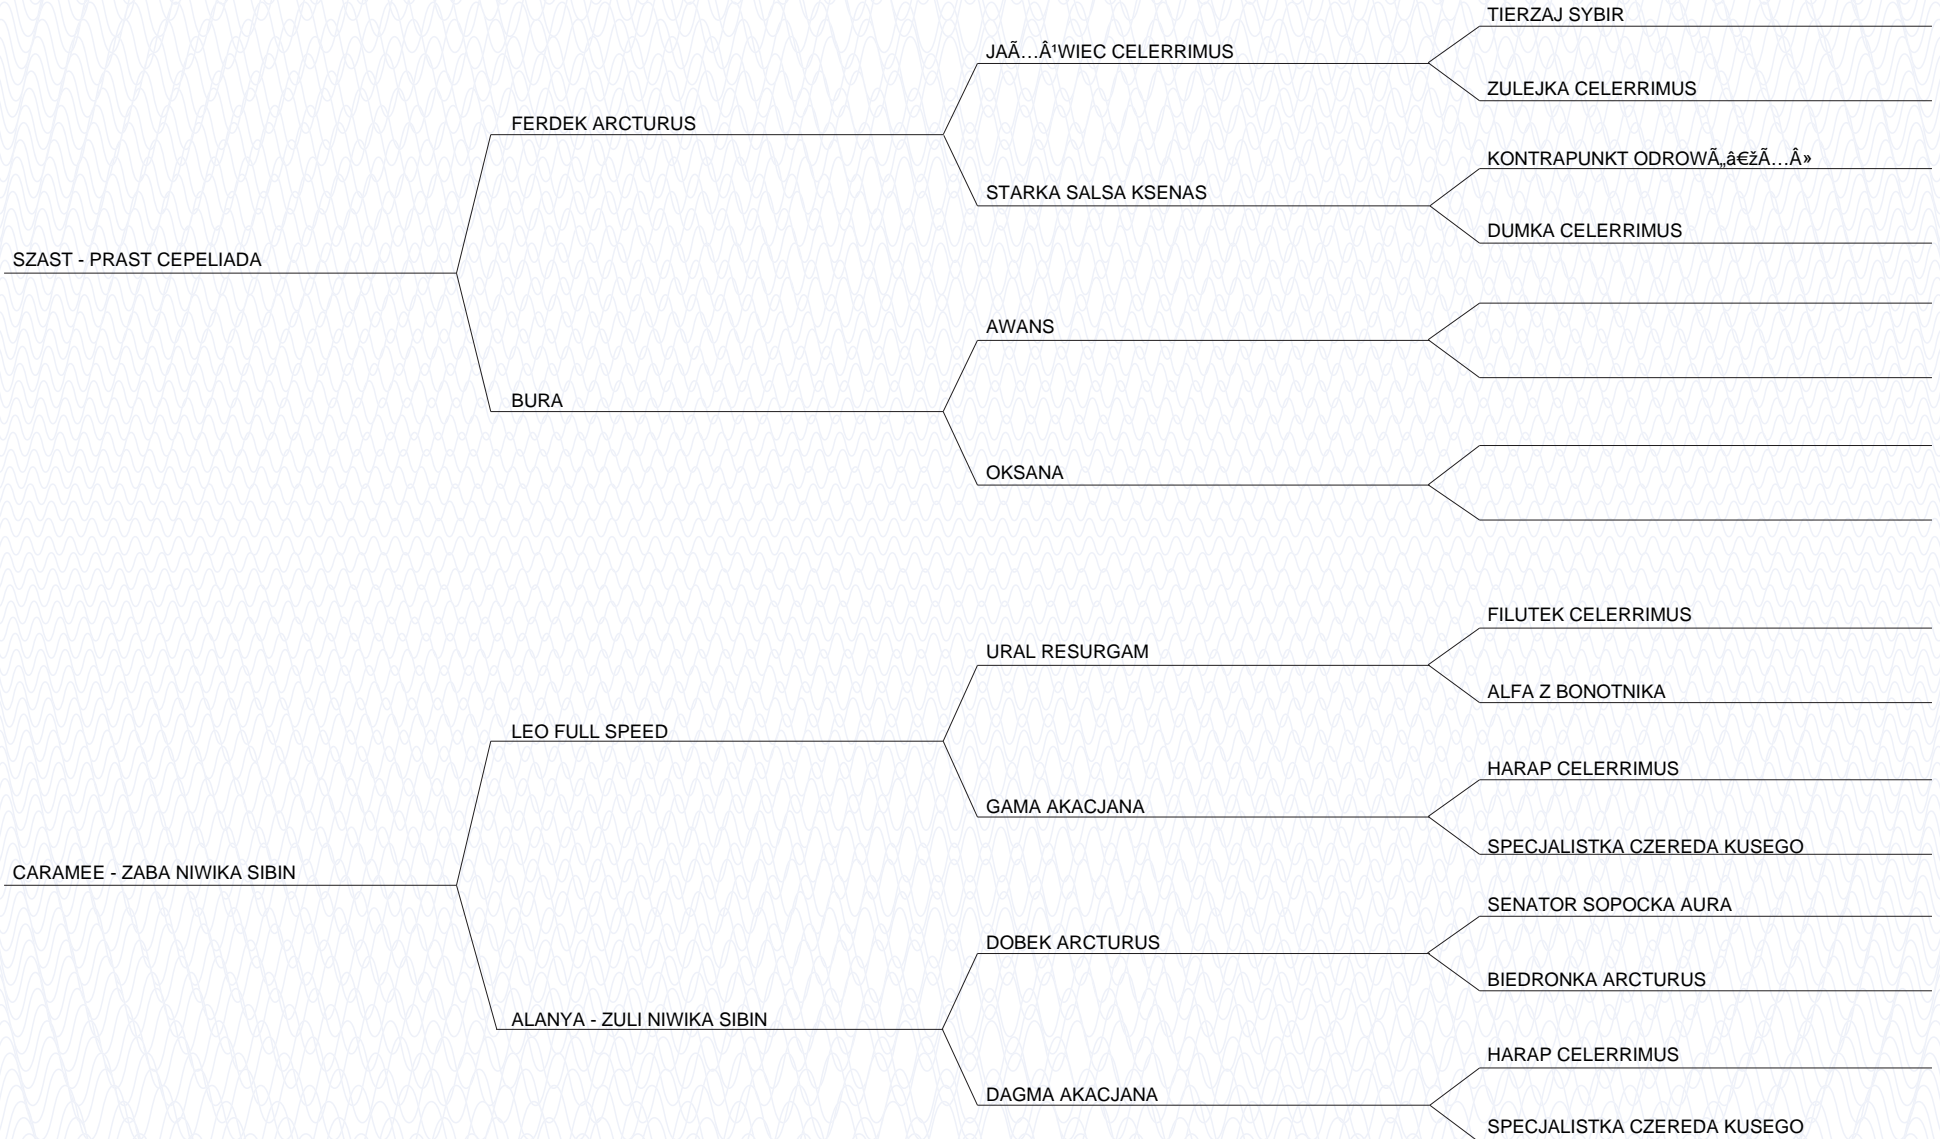 TIERZAJ SYBIR
JAÃ…Â¹WIEC CELERRIMUS
ZULEJKA CELERRIMUS
FERDEK ARCTURUS
KONTRAPUNKT ODROWÃ„â€žÃ…Â»
STARKA SALSA KSENAS
DUMKA CELERRIMUS
SZAST - PRAST CEPELIADA
AWANS
BURA
OKSANA
FILUTEK CELERRIMUS
URAL RESURGAM
ALFA Z BONOTNIKA
LEO FULL SPEED
HARAP CELERRIMUS
GAMA AKACJANA
SPECJALISTKA CZEREDA KUSEGO
CARAMEE - ZABA NIWIKA SIBIN
SENATOR SOPOCKA AURA
DOBEK ARCTURUS
BIEDRONKA ARCTURUS
ALANYA - ZULI NIWIKA SIBIN
HARAP CELERRIMUS
DAGMA AKACJANA
SPECJALISTKA CZEREDA KUSEGO